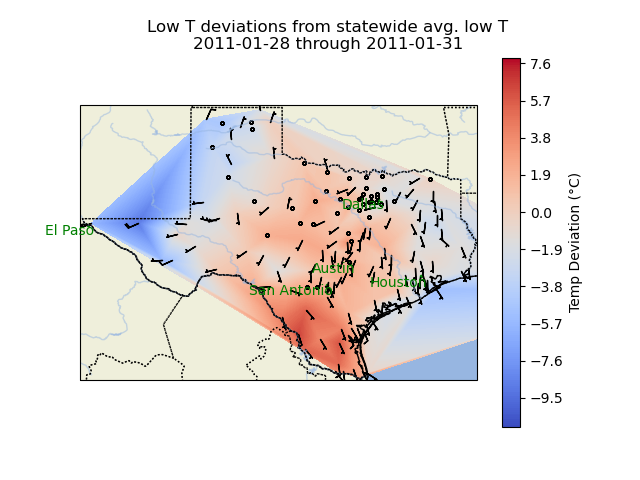 Low T deviations from statewide avg. low T
2011-01-28 through 2011-01-31
7.6
5.7
3.8
1.9
0.0
−1.9
−3.8
−5.7
−7.6
−9.5
Temp Deviation (°C)
Dallas
El Paso
Austin
San Antonio
Houston